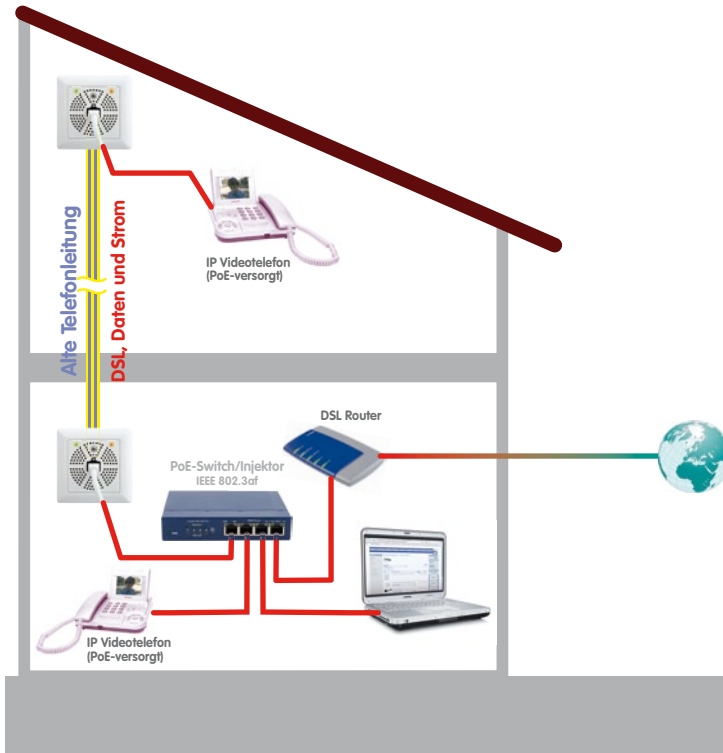 IP Videotelefon
(PoE-versorgt)
Alte Telefonleitung
DSL, Daten und Strom
DSL Router
PoE-Switch/Injektor
IEEE 802.3af
IP Videotelefon
(PoE-versorgt)